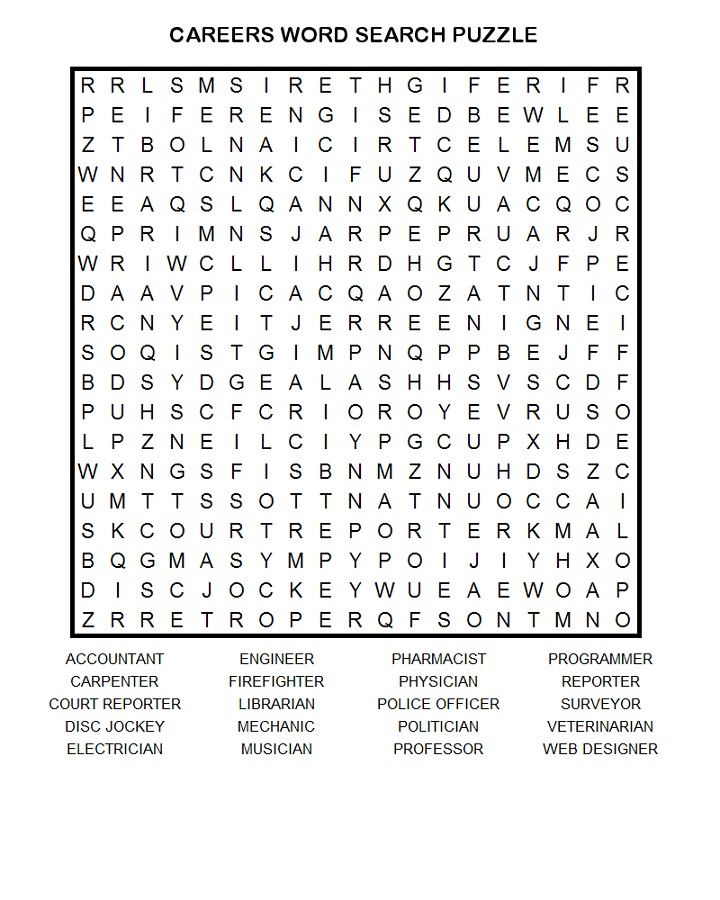 CAREERS WORD SEARCH PUZZLE
R R L S M S I R E T H G I F E R I F R
P E I F E R E N G I S E D B E W L E E
Z T B O L N A I C I R T C E L E M S U
W N R T C N K C I F U Z Q U V M E C S
E E A Q S L Q A N N X Q K U A C Q O C
Q P R I M N S J A R P E P R U A R J R
W R I W C L L I H R D H G T C J F P E
D A A V P I C A C Q A O Z A T N T I C
R C N Y E I T J E R R E E N I G N E I
S O Q I S T G I M P N Q P P B E J F F
B D S Y D G E A L A S H H S V S C D F
P U H S C F C R I O R O Y E V R U S O
L P Z N E I L C I Y P G C U P X H D E
W X N G S F I S B N M Z N U H D S Z C
U M T T S S O T T N A T N U O C C A I
S K C O U R T R E P O R T E R K M A L
B Q G M A S Y M P Y P O I J I Y H X O
D I S C J O C K E Y W U E A E W O A P
Z R R E T R O P E R Q F S O N T M N O
ACCOUNTANT ENGINEER PHARMACIST PROGRAMMER
CARPENTER FIREFIGHTER PHYSICIAN REPORTER
COURT REPORTER LIBRARIAN POLICE OFFICER SURVEYOR
DISC JOCKEY MECHANIC POLITICIAN VETERINARIAN
ELECTRICIAN MUSICIAN PROFESSOR WEB DESIGNER